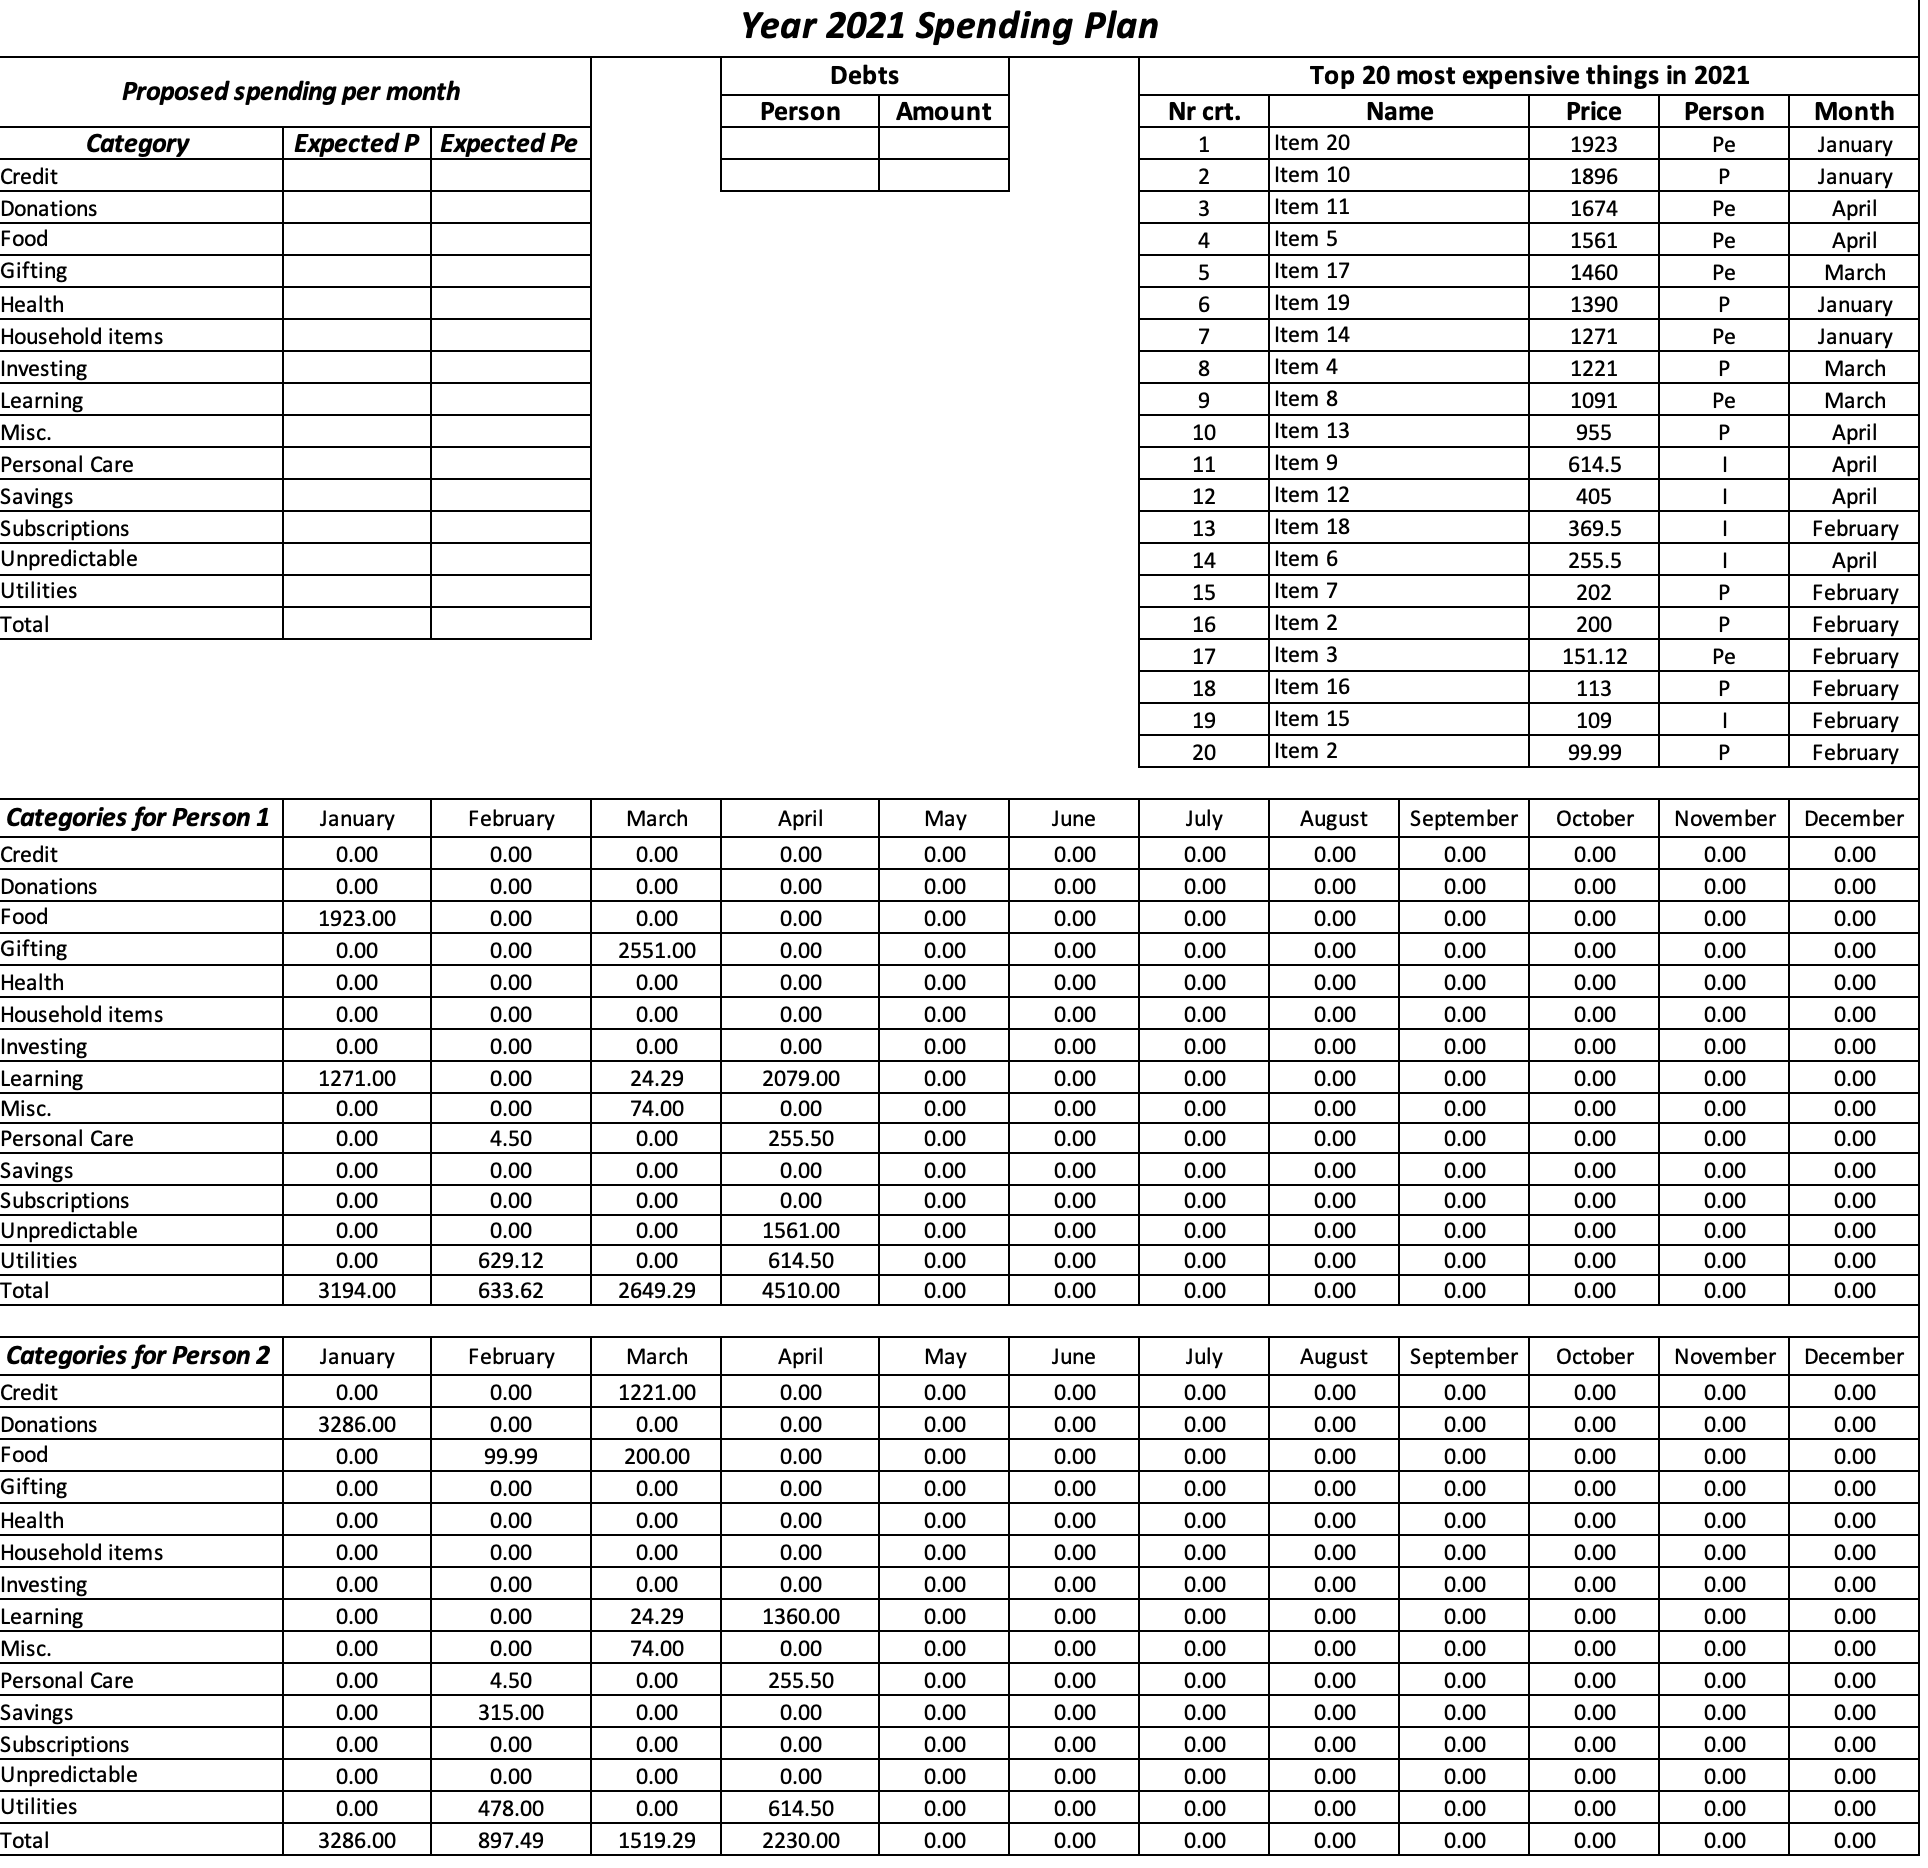 Year 2021 Spending Plan
Proposed spending per month
Category Expected P Expected Pe
Credit
Donations
Food
Gifting
Health
Household items
Investing
Learning
Misc.
Personal Care
Savings
Subscriptions
Unpredictable
Utilities
Total
Debts
Person Amount
Top 20 most expensive things in 2021
Nr crt. Name Price Person Month
1 Item 20 1923 Pe January
2 Item 10 1896 P January
3 Item 11 1674 Pe April
4 Item 5 1561 Pe April
5 Item 17 1460 Pe March
6 Item 19 1390 P January
7 Item 14 1271 Pe January
8 Item 4 1221 P March
9 Item 8 1091 Pe March
10 Item 13 955 P April
11 Item 9 614.5 I April
12 Item 12 405 I April
13 Item 18 369.5 I February
14 Item 6 255.5 I April
15 Item 7 202 P February
16 Item 2 200 P February
17 Item 3 151.12 Pe February
18 Item 16 113 P February
19 Item 15 109 I February
20 Item 2 99.99 P February
Categories for Person 1 January February March April May June July August September October November December
Credit 0.00 0.00 0.00 0.00 0.00 0.00 0.00 0.00 0.00 0.00 0.00 0.00
Donations 0.00 0.00 0.00 0.00 0.00 0.00 0.00 0.00 0.00 0.00 0.00 0.00
Food 1923.00 0.00 0.00 0.00 0.00 0.00 0.00 0.00 0.00 0.00 0.00 0.00
Gifting 0.00 0.00 2551.00 0.00 0.00 0.00 0.00 0.00 0.00 0.00 0.00 0.00
Health 0.00 0.00 0.00 0.00 0.00 0.00 0.00 0.00 0.00 0.00 0.00 0.00
Household items 0.00 0.00 0.00 0.00 0.00 0.00 0.00 0.00 0.00 0.00 0.00 0.00
Investing 0.00 0.00 0.00 0.00 0.00 0.00 0.00 0.00 0.00 0.00 0.00 0.00
Learning 1271.00 0.00 24.29 2079.00 0.00 0.00 0.00 0.00 0.00 0.00 0.00 0.00
Misc. 0.00 0.00 74.00 0.00 0.00 0.00 0.00 0.00 0.00 0.00 0.00 0.00
Personal Care 0.00 4.50 0.00 255.50 0.00 0.00 0.00 0.00 0.00 0.00 0.00 0.00
Savings 0.00 0.00 0.00 0.00 0.00 0.00 0.00 0.00 0.00 0.00 0.00 0.00
Subscriptions 0.00 0.00 0.00 0.00 0.00 0.00 0.00 0.00 0.00 0.00 0.00 0.00
Unpredictable 0.00 0.00 0.00 1561.00 0.00 0.00 0.00 0.00 0.00 0.00 0.00 0.00
Utilities 0.00 629.12 0.00 614.50 0.00 0.00 0.00 0.00 0.00 0.00 0.00 0.00
Total 3194.00 633.62 2649.29 4510.00 0.00 0.00 0.00 0.00 0.00 0.00 0.00 0.00
Categories for Person 2 January February March April May June July August September October November December
Credit 0.00 0.00 1221.00 0.00 0.00 0.00 0.00 0.00 0.00 0.00 0.00 0.00
Donations 3286.00 0.00 0.00 0.00 0.00 0.00 0.00 0.00 0.00 0.00 0.00 0.00
Food 0.00 99.99 200.00 0.00 0.00 0.00 0.00 0.00 0.00 0.00 0.00 0.00
Gifting 0.00 0.00 0.00 0.00 0.00 0.00 0.00 0.00 0.00 0.00 0.00 0.00
Health 0.00 0.00 0.00 0.00 0.00 0.00 0.00 0.00 0.00 0.00 0.00 0.00
Household items 0.00 0.00 0.00 0.00 0.00 0.00 0.00 0.00 0.00 0.00 0.00 0.00
Investing 0.00 0.00 0.00 0.00 0.00 0.00 0.00 0.00 0.00 0.00 0.00 0.00
Learning 0.00 0.00 24.29 1360.00 0.00 0.00 0.00 0.00 0.00 0.00 0.00 0.00
Misc. 0.00 0.00 74.00 0.00 0.00 0.00 0.00 0.00 0.00 0.00 0.00 0.00
Personal Care 0.00 4.50 0.00 255.50 0.00 0.00 0.00 0.00 0.00 0.00 0.00 0.00
Savings 0.00 315.00 0.00 0.00 0.00 0.00 0.00 0.00 0.00 0.00 0.00 0.00
Subscriptions 0.00 0.00 0.00 0.00 0.00 0.00 0.00 0.00 0.00 0.00 0.00 0.00
Unpredictable 0.00 0.00 0.00 0.00 0.00 0.00 0.00 0.00 0.00 0.00 0.00 0.00
Utilities 0.00 478.00 0.00 614.50 0.00 0.00 0.00 0.00 0.00 0.00 0.00 0.00
Total 3286.00 897.49 1519.29 2230.00 0.00 0.00 0.00 0.00 0.00 0.00 0.00 0.00